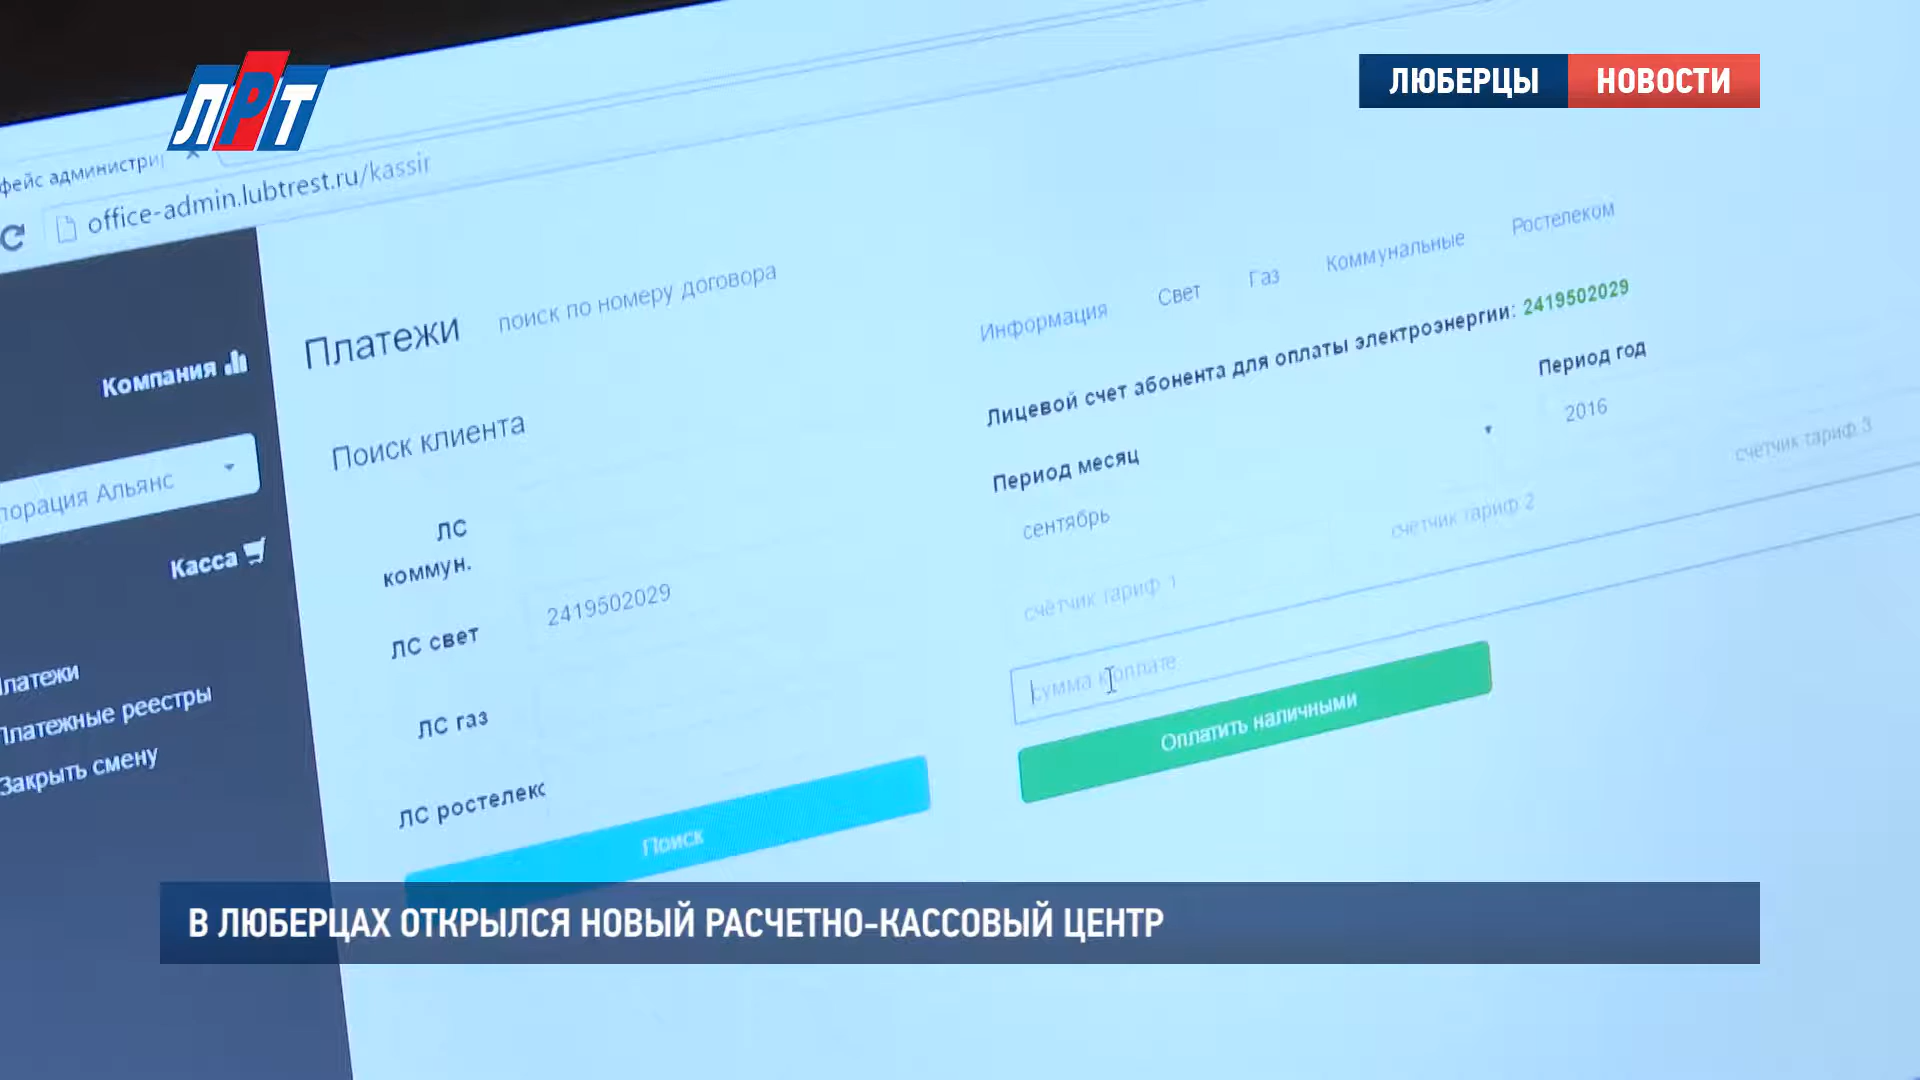 ЛРТ
ЛЮБЕРЦЫ НОВОСТИ
фейс администри
office-admin.lubtrest.ru/kassir
Компания
порация Альянс
Касса
Платежи
Платежные реестры
Закрыть смену
Платежи поиск по номеру договора
Поиск клиента
ЛС
коммун.
ЛС свет 2419502029
ЛС газ
ЛС ростелекс
Поиск
Информация Свет Газ Коммунальные Ростелеком
Лицевой счет абонента для оплаты электроэнергии: 2419502029
Период месяц Период год
сентябрь 2016
счётчик тариф 1 счётчик тариф 2 счётчик тариф 3
сумма к оплате
Оплатить наличными
В ЛЮБЕРЦАХ ОТКРЫЛСЯ НОВЫЙ РАСЧЕТНО-КАССОВЫЙ ЦЕНТР